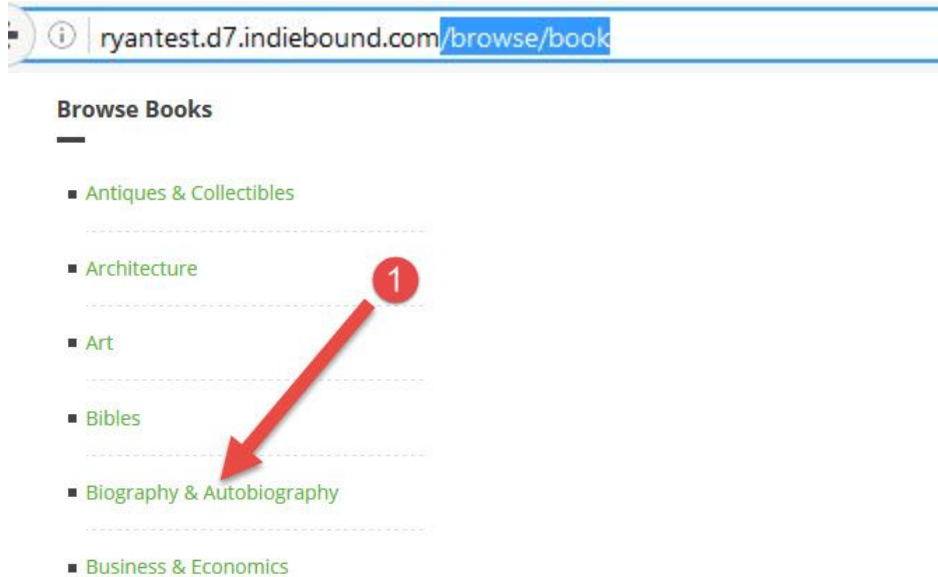 ryantest.d7.indiebound.com/browse/book
Browse Books
Antiques & Collectibles
Architecture
1
Art
Bibles
Biography & Autobiography
Business & Economics